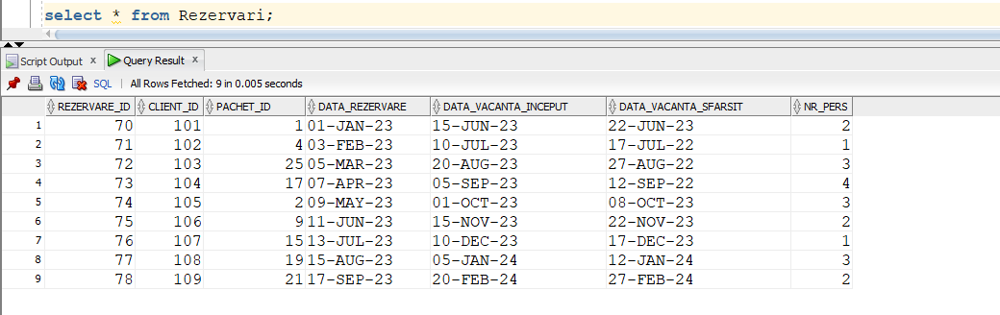 select * from Rezervari;
Script Output x Query Result x
SQL | All Rows Fetched: 9 in 0.005 seconds
REZERVARE_ID CLIENT_ID PACHET_ID DATA_REZERVARE DATA_VACANTA_INCEPUT DATA_VACANTA_SFARSIT NR_PERS
1 70 101 1 01-JAN-23 15-JUN-23 22-JUN-23 2
2 71 102 4 03-FEB-23 10-JUL-23 17-JUL-22 1
3 72 103 25 05-MAR-23 20-AUG-23 27-AUG-22 3
4 73 104 17 07-APR-23 05-SEP-23 12-SEP-22 4
5 74 105 2 09-MAY-23 01-OCT-23 08-OCT-23 3
6 75 106 9 11-JUN-23 15-NOV-23 22-NOV-23 2
7 76 107 15 13-JUL-23 10-DEC-23 17-DEC-23 1
8 77 108 19 15-AUG-23 05-JAN-24 12-JAN-24 3
9 78 109 21 17-SEP-23 20-FEB-24 27-FEB-24 2